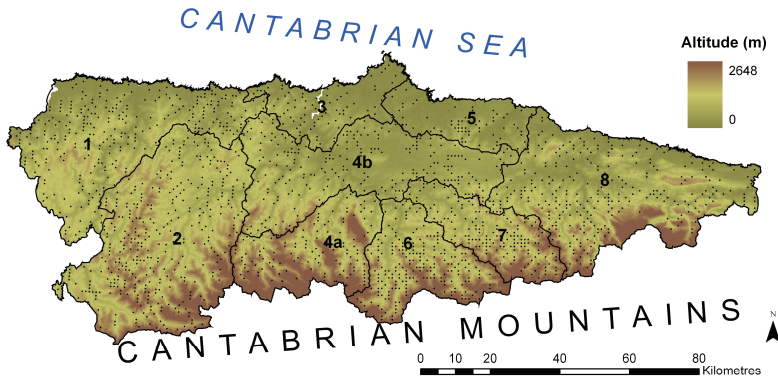 CANTABRIAN SEA
Altitude (m)
2648
0
3
5
1
4b
8
2
4a
6
7
CANTABRIAN MOUNTAINS
N
0 10 20 40 60 80
Kilometres